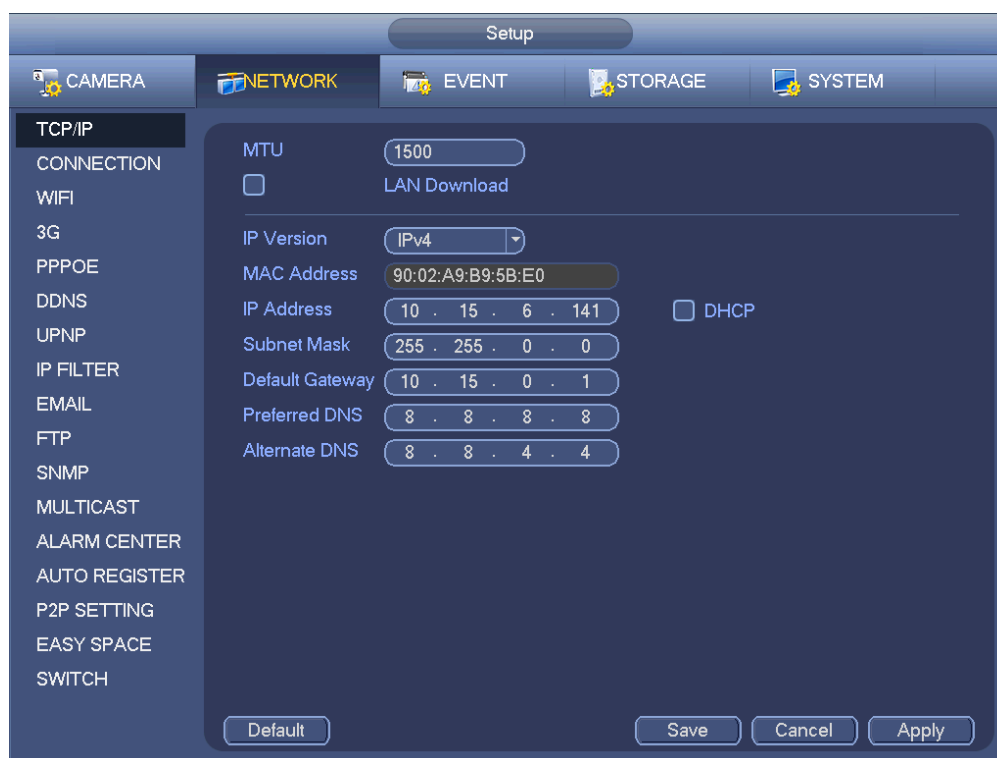 Setup
CAMERA NETWORK EVENT STORAGE SYSTEM
TCP/IP
CONNECTION
WIFI
3G
PPPOE
DDNS
UPNP
IP FILTER
EMAIL
FTP
SNMP
MULTICAST
ALARM CENTER
AUTO REGISTER
P2P SETTING
EASY SPACE
SWITCH
MTU 1500
LAN Download
IP Version IPv4
MAC Address 90:02:A9:B9:5B:E0
IP Address 10 . 15 . 6 . 141 DHCP
Subnet Mask 255 . 255 . 0 . 0
Default Gateway 10 . 15 . 0 . 1
Preferred DNS 8 . 8 . 8 . 8
Alternate DNS 8 . 8 . 4 . 4
Default Save Cancel Apply